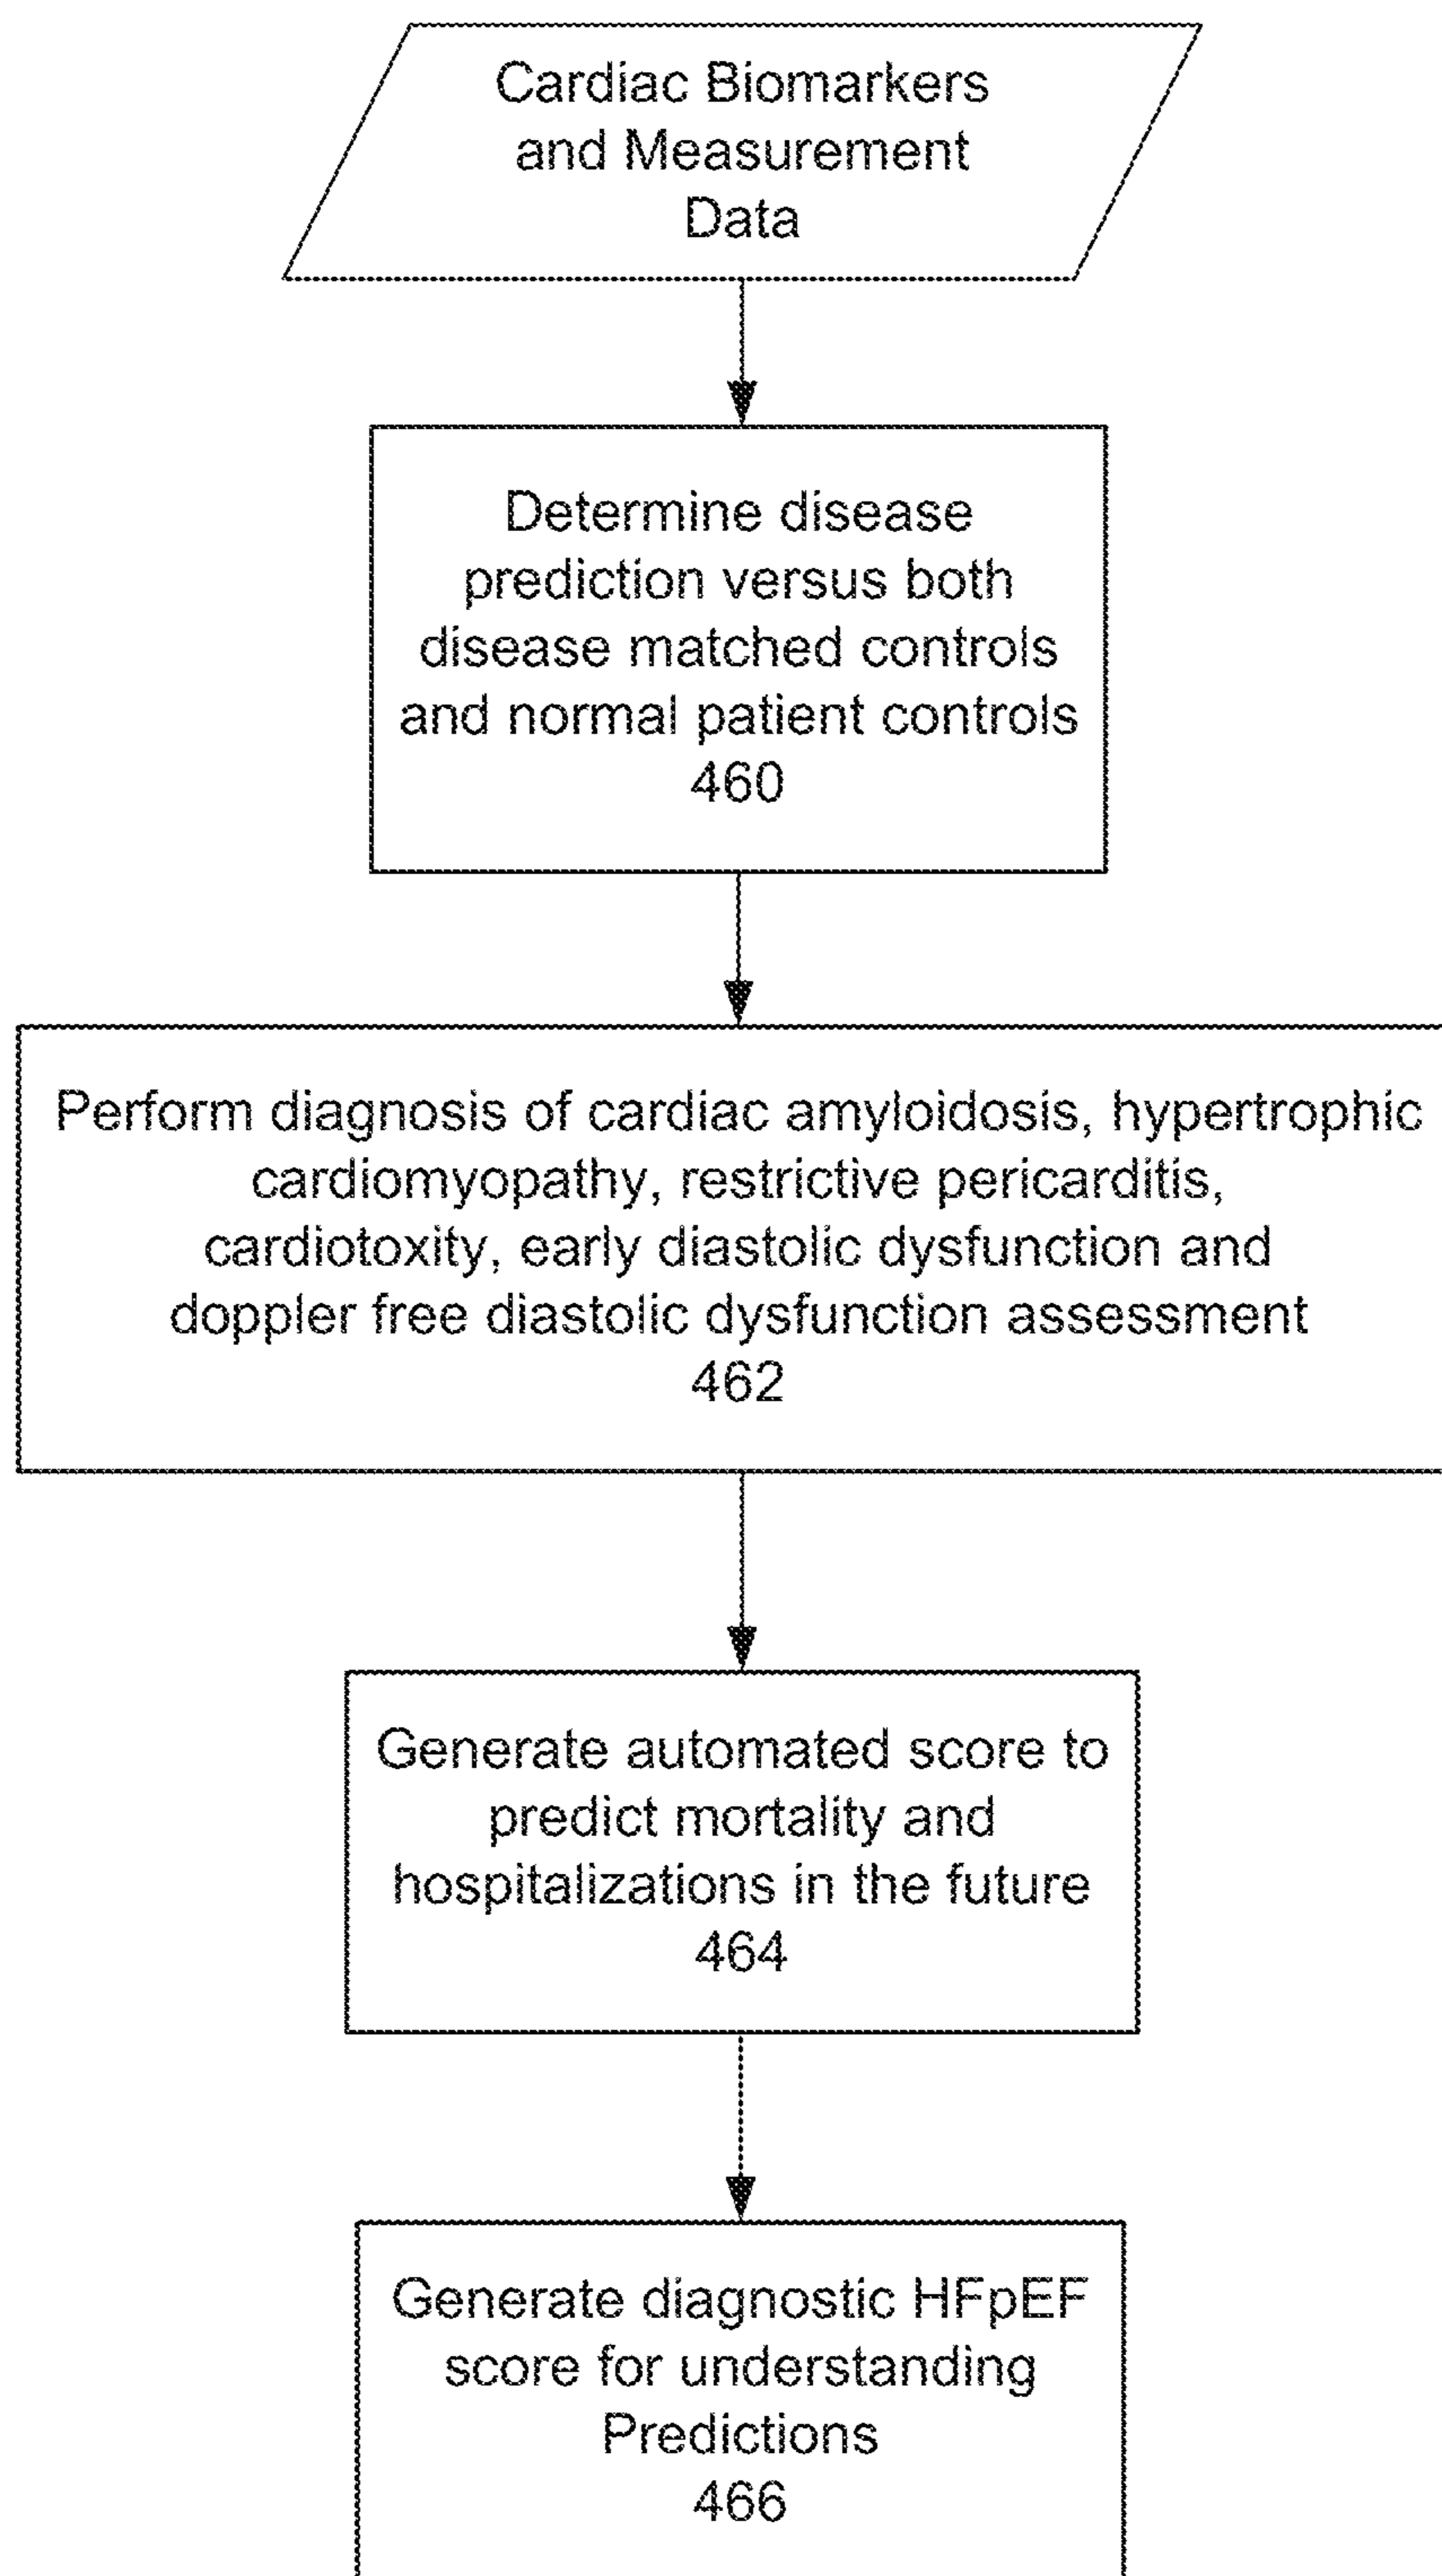 Cardiac Biomarkers
and Measurement
Data
Determine disease
prediction versus both
disease matched controls
and normal patient controls
460
Perform diagnosis of cardiac amyloidosis, hypertrophic
cardiomyopathy, restrictive pericarditis,
cardiotoxity, early diastolic dysfunction and
doppler free diastolic dysfunction assessment
462
Generate automated score to
predict mortality and
hospitalizations in the future
464
Generate diagnostic HFpEF
score for understanding
Predictions
466